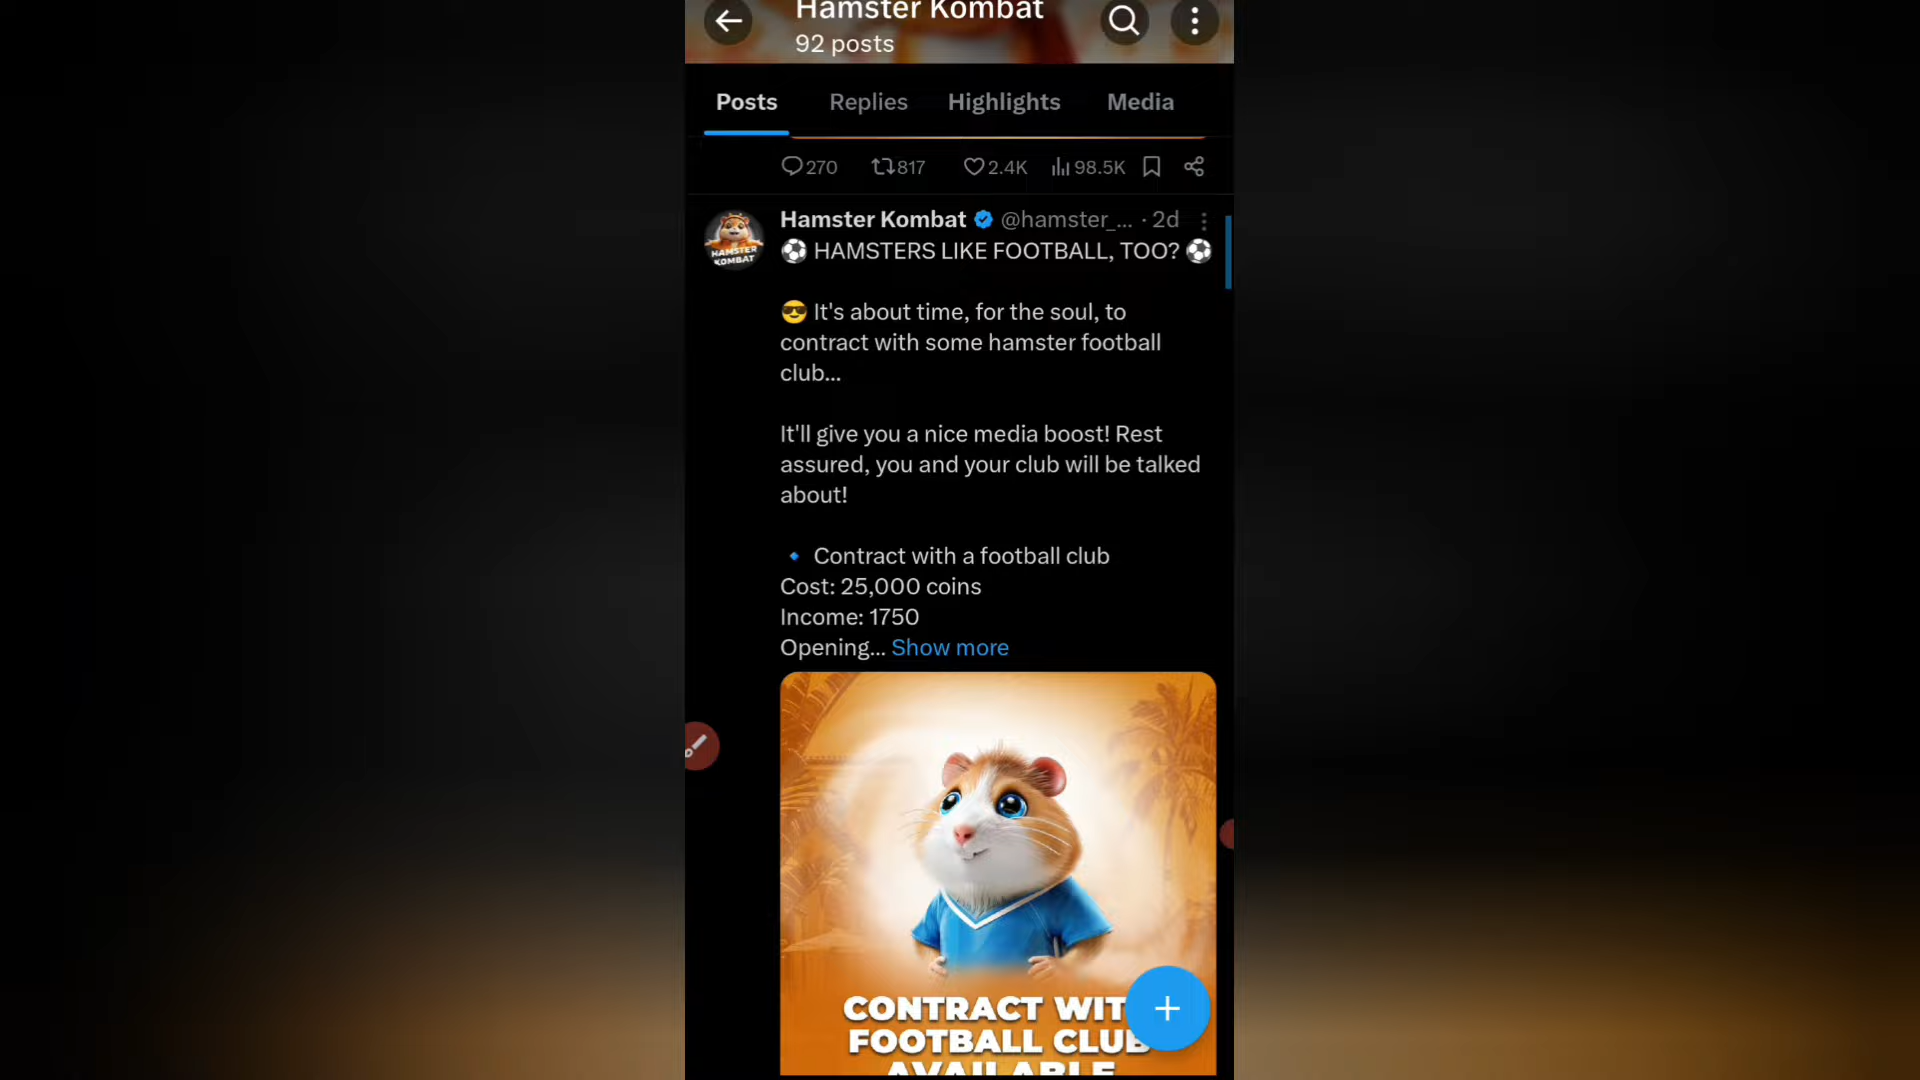 Hamster Kombat
92 posts
Posts Replies Highlights Media
270 817 2.4K 98.5K
Hamster Kombat @hamster_... · 2d
⚽ HAMSTERS LIKE FOOTBALL, TOO? ⚽
😎 It's about time, for the soul, to
contract with some hamster football
club...
It'll give you a nice media boost! Rest
assured, you and your club will be talked
about!
🔹 Contract with a football club
Cost: 25,000 coins
Income: 1750
Opening... Show more
HAMSTER
KOMBAT
CONTRACT WIT
FOOTBALL CLUB
AVAILABLE